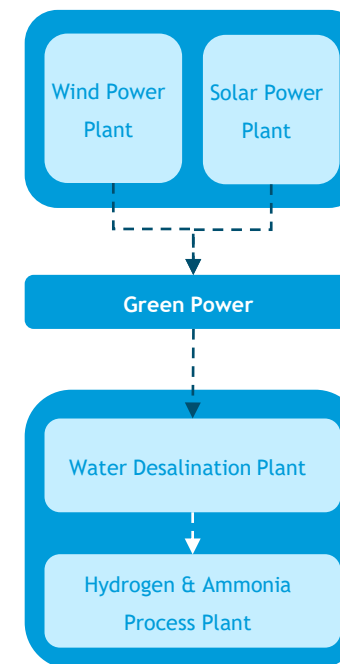 Wind Power
Plant
Solar Power
Plant
Green Power
Water Desalination Plant
Hydrogen & Ammonia
Process Plant